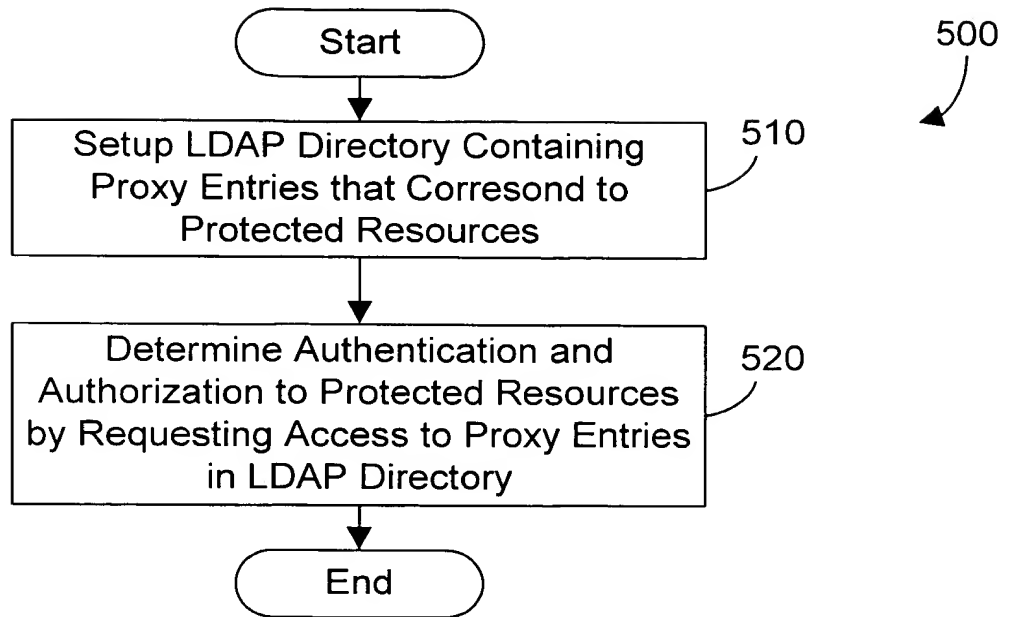 Start
500
Setup LDAP Directory Containing
Proxy Entries that Corresond to
Protected Resources
510
Determine Authentication and
Authorization to Protected Resources
by Requesting Access to Proxy Entries
in LDAP Directory
520
End